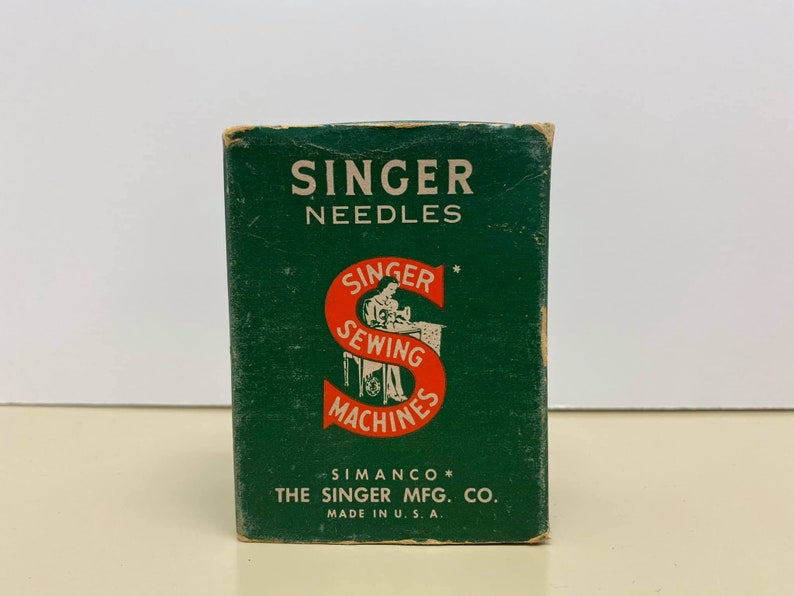 SINGER
NEEDLES
SINGER *
SEWING
MACHINES
SIMANCO*
THE SINGER MFG. CO.
MADE IN U. S. A.